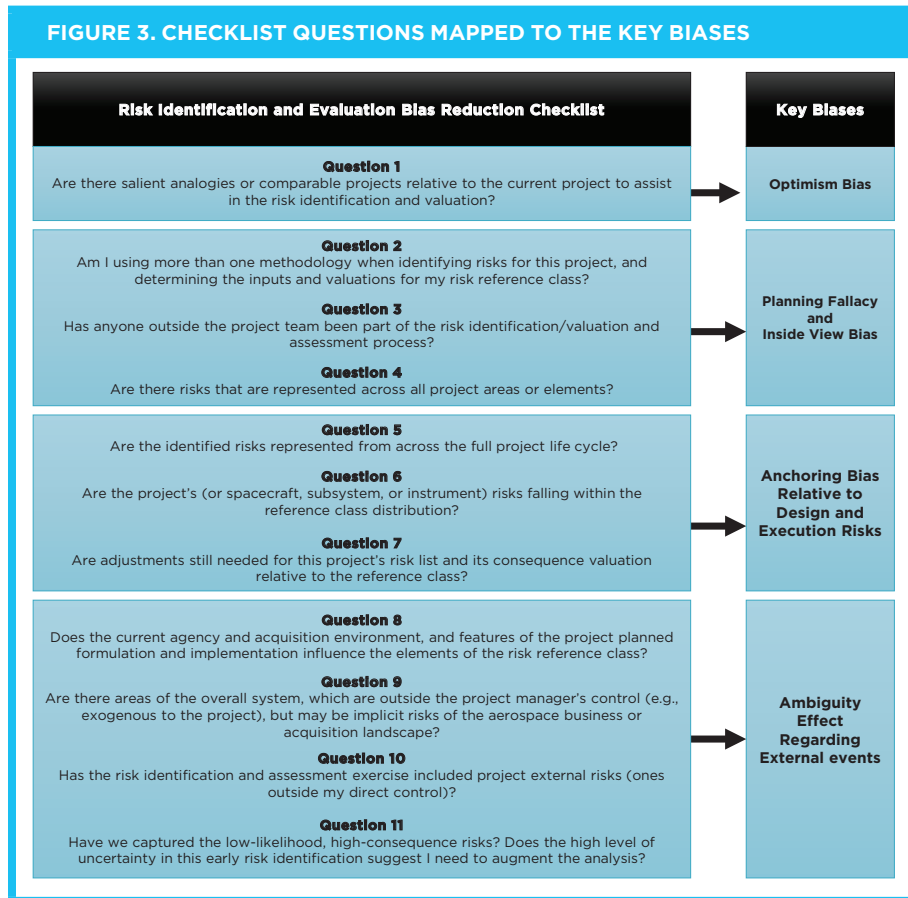 FIGURE 3. CHECKLIST QUESTIONS MAPPED TO THE KEY BIASES
Risk Identification and Evaluation Bias Reduction Checklist
Key Biases
Question 1
Are there salient analogies or comparable projects relative to the current project to assist
in the risk identification and valuation?
Optimism Bias
Question 2
Am I using more than one methodology when identifying risks for this project, and
determining the inputs and valuations for my risk reference class?
Question 3
Has anyone outside the project team been part of the risk identification/valuation and
assessment process?
Question 4
Are there risks that are represented across all project areas or elements?
Planning Fallacy
and
Inside View Bias
Question 5
Are the identified risks represented from across the full project life cycle?
Question 6
Are the project's (or spacecraft, subsystem, or instrument) risks falling within the
reference class distribution?
Question 7
Are adjustments still needed for this project's risk list and its consequence valuation
relative to the reference class?
Anchoring Bias
Relative to
Design and
Execution Risks
Question 8
Does the current agency and acquisition environment, and features of the project planned
formulation and implementation influence the elements of the risk reference class?
Question 9
Are there areas of the overall system, which are outside the project manager's control (e.g.,
exogenous to the project), but may be implicit risks of the aerospace business or
acquisition landscape?
Question 10
Has the risk identification and assessment exercise included project external risks (ones
outside my direct control)?
Question 11
Have we captured the low-likelihood, high-consequence risks? Does the high level of
uncertainty in this early risk identification suggest I need to augment the analysis?
Ambiguity
Effect
Regarding
External events